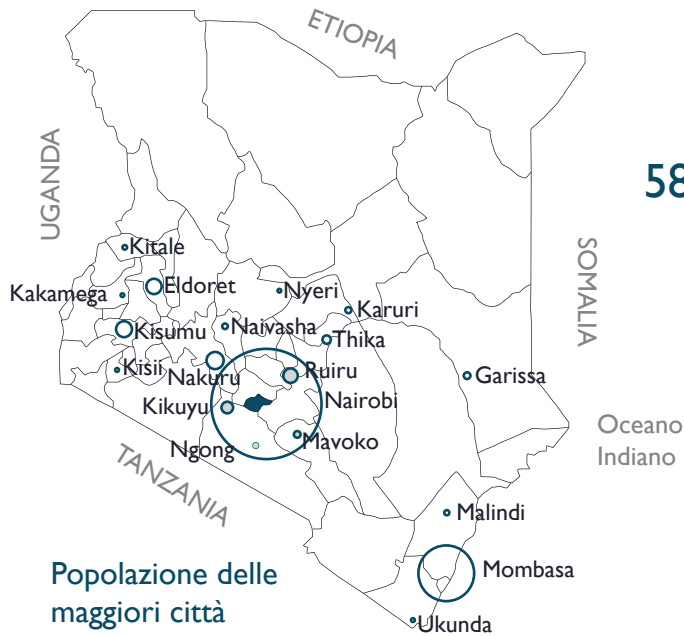 ETIOPIA
UGANDA
58
SOMALIA
Kitale
Eldoret
Nyeri
Kakamega
Karuri
Naivasha
Kisumu
Thika
Kisii
Ruiru
Garissa
Nakuru
Nairobi
Kikuyu
Mavoko
Ngong
Oceano
Indiano
TANZANIA
Malindi
Mombasa
Popolazione delle
maggiori città
Ukunda